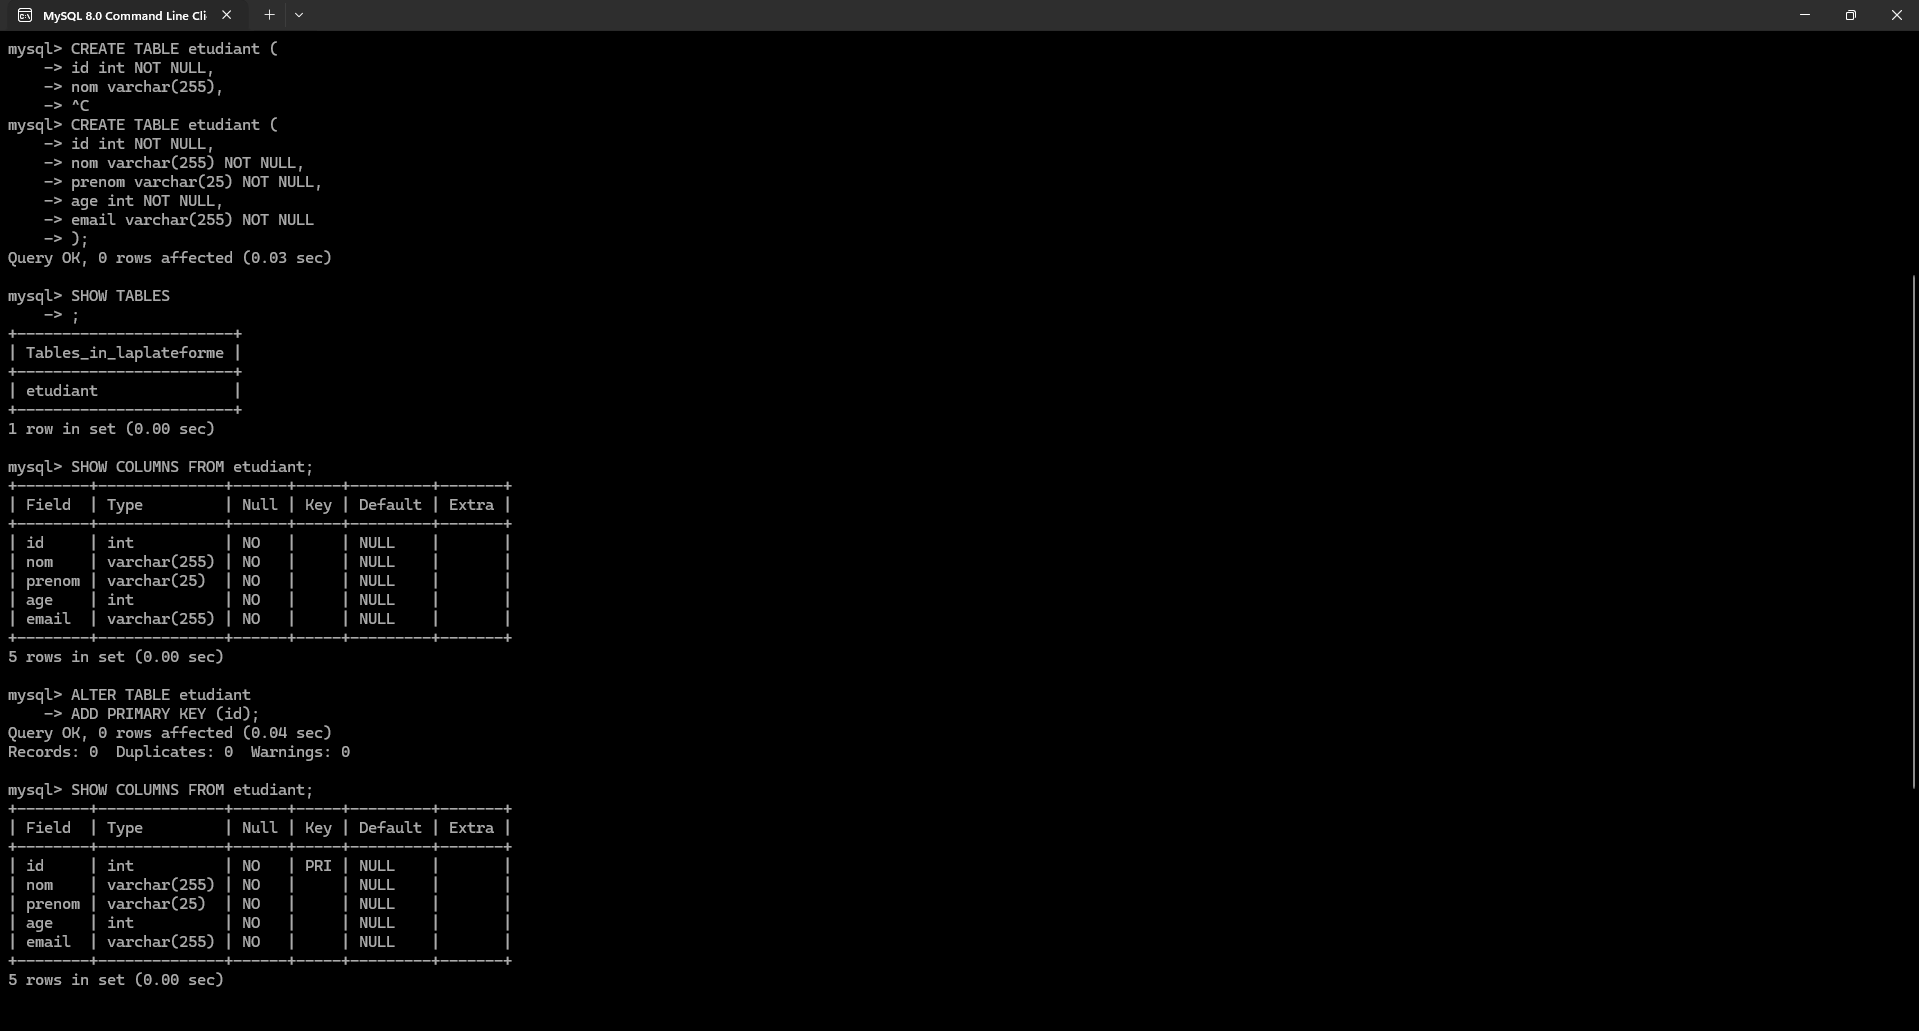 MySQL 8.0 Command Line Cli
mysql> CREATE TABLE etudiant (
    -> id int NOT NULL,
    -> nom varchar(255),
    -> ^C
mysql> CREATE TABLE etudiant (
    -> id int NOT NULL,
    -> nom varchar(255) NOT NULL,
    -> prenom varchar(25) NOT NULL,
    -> age int NOT NULL,
    -> email varchar(255) NOT NULL
    -> );
Query OK, 0 rows affected (0.03 sec)
mysql> SHOW TABLES
    -> ;
+------------------------+
| Tables_in_laplateforme |
+------------------------+
| etudiant               |
+------------------------+
1 row in set (0.00 sec)
mysql> SHOW COLUMNS FROM etudiant;
+--------+--------------+------+-----+---------+-------+
| Field  | Type         | Null | Key | Default | Extra |
+--------+--------------+------+-----+---------+-------+
| id     | int          | NO   |     | NULL    |       |
| nom    | varchar(255) | NO   |     | NULL    |       |
| prenom | varchar(25)  | NO   |     | NULL    |       |
| age    | int          | NO   |     | NULL    |       |
| email  | varchar(255) | NO   |     | NULL    |       |
+--------+--------------+------+-----+---------+-------+
5 rows in set (0.00 sec)
mysql> ALTER TABLE etudiant
    -> ADD PRIMARY KEY (id);
Query OK, 0 rows affected (0.04 sec)
Records: 0  Duplicates: 0  Warnings: 0
mysql> SHOW COLUMNS FROM etudiant;
+--------+--------------+------+-----+---------+-------+
| Field  | Type         | Null | Key | Default | Extra |
+--------+--------------+------+-----+---------+-------+
| id     | int          | NO   | PRI | NULL    |       |
| nom    | varchar(255) | NO   |     | NULL    |       |
| prenom | varchar(25)  | NO   |     | NULL    |       |
| age    | int          | NO   |     | NULL    |       |
| email  | varchar(255) | NO   |     | NULL    |       |
+--------+--------------+------+-----+---------+-------+
5 rows in set (0.00 sec)